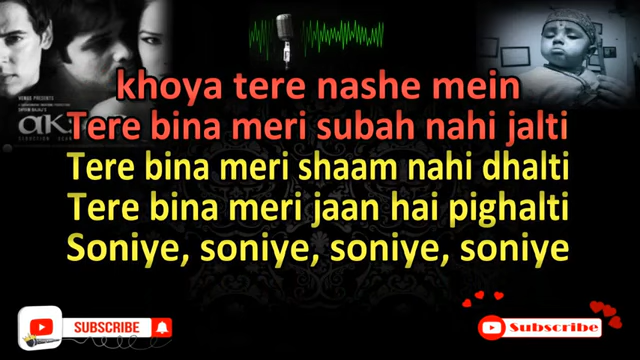 khoya tere nashe mein
Tere bina meri subah nahi jalti
Tere bina meri shaam nahi dhalti
Tere bina meri jaan hai pighalti
Soniye, soniye, soniye, soniye
SUBSCRIBE
Subscribe